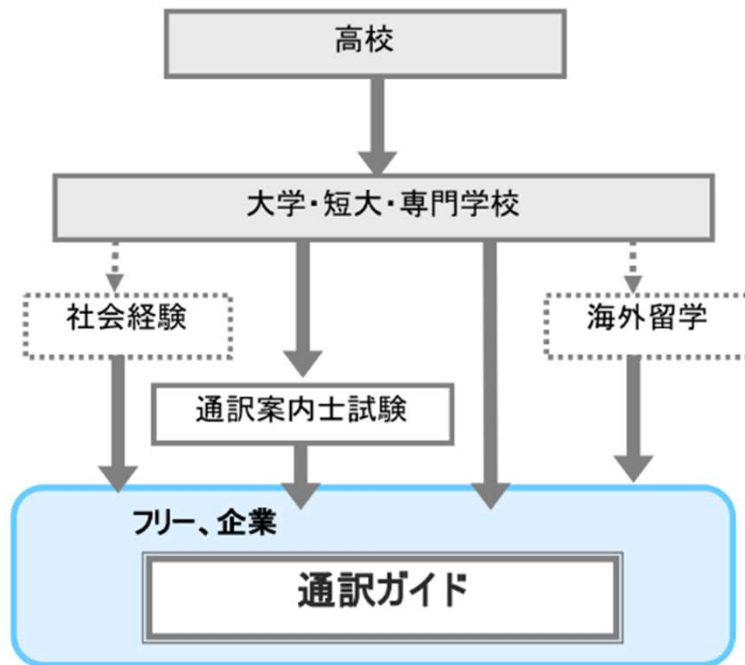 高校
大学・短大・専門学校
社会経験
海外留学
通訳案内士試験
フリー、企業
通訳ガイド